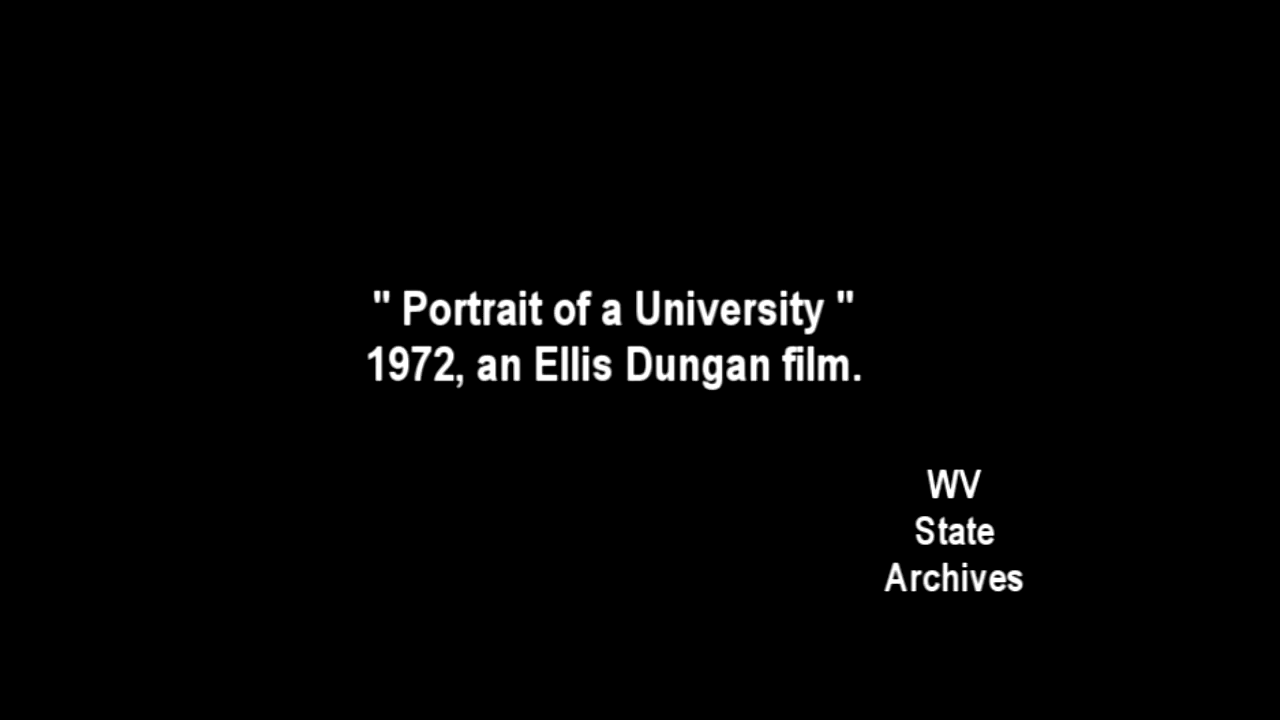 " Portrait of a University "
1972, an Ellis Dungan film.
WV
State
Archives